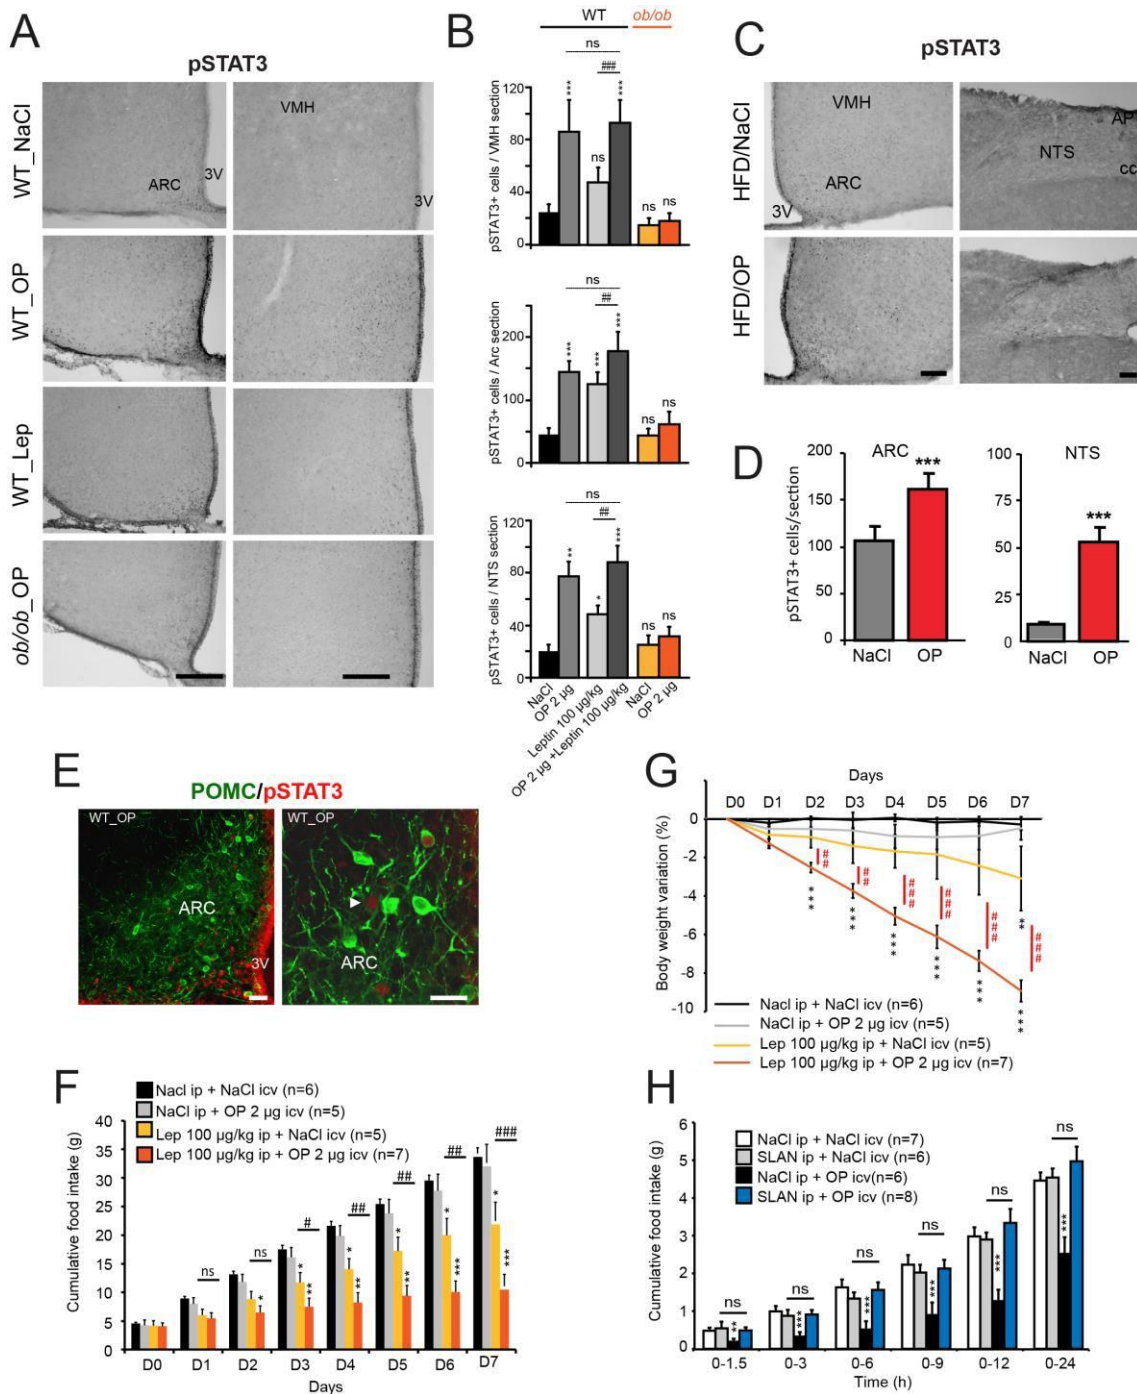 A
pSTAT3
WT_NaCl
ARC
3V
VMH
3V
WT_OP
WT_Lep
ob/ob_OP
B
WT
ob/ob
pSTAT3+ cells / VMH section
120
80
40
20
0
ns
###
***
ns
***
ns
ns
pSTAT3+ cells / Arc section
200
100
50
0
ns
##
***
***
***
ns
ns
pSTAT3+ cells / NTS section
120
80
40
20
0
ns
##
**
*
***
ns
ns
NaCl
OP 2 µg
Leptin 100 µg/kg
OP 2 µg +Leptin 100 µg/kg
NaCl
OP 2 µg
C
pSTAT3
HFD/NaCl
VMH
ARC
3V
AP
NTS
cc
HFD/OP
D
pSTAT3+ cells/section
ARC
200
150
100
50
0
***
NaCl
OP
NTS
100
75
50
25
0
***
NaCl
OP
E
POMC/pSTAT3
WT_OP
ARC
3V
WT_OP
ARC
G
Days
D0 D1 D2 D3 D4 D5 D6 D7
Body weight variation (%)
0
-2
-4
-6
-8
-10
##
##
###
###
###
###
***
***
***
***
***
**
***
Nacl ip + NaCl icv (n=6)
NaCl ip + OP 2 µg icv (n=5)
Lep 100 µg/kg ip + NaCl icv (n=5)
Lep 100 µg/kg ip + OP 2 µg icv (n=7)
F
Nacl ip + NaCl icv (n=6)
NaCl ip + OP 2 µg icv (n=5)
Lep 100 µg/kg ip + NaCl icv (n=5)
Lep 100 µg/kg ip + OP 2 µg icv (n=7)
Cumulative food intake (g)
40
35
30
25
20
15
10
5
0
ns
ns
*
#
*
**
##
*
**
##
*
**
##
*
***
###
*
***
D0 D1 D2 D3 D4 D5 D6 D7
Days
H
NaCl ip + NaCl icv (n=7)
SLAN ip + NaCl icv (n=6)
NaCl ip + OP icv(n=6)
SLAN ip + OP icv (n=8)
Cumulative food intake (g)
6
5
4
3
2
1
0
ns
**
ns
***
ns
***
ns
***
ns
***
ns
***
0-1.5 0-3 0-6 0-9 0-12 0-24
Time (h)